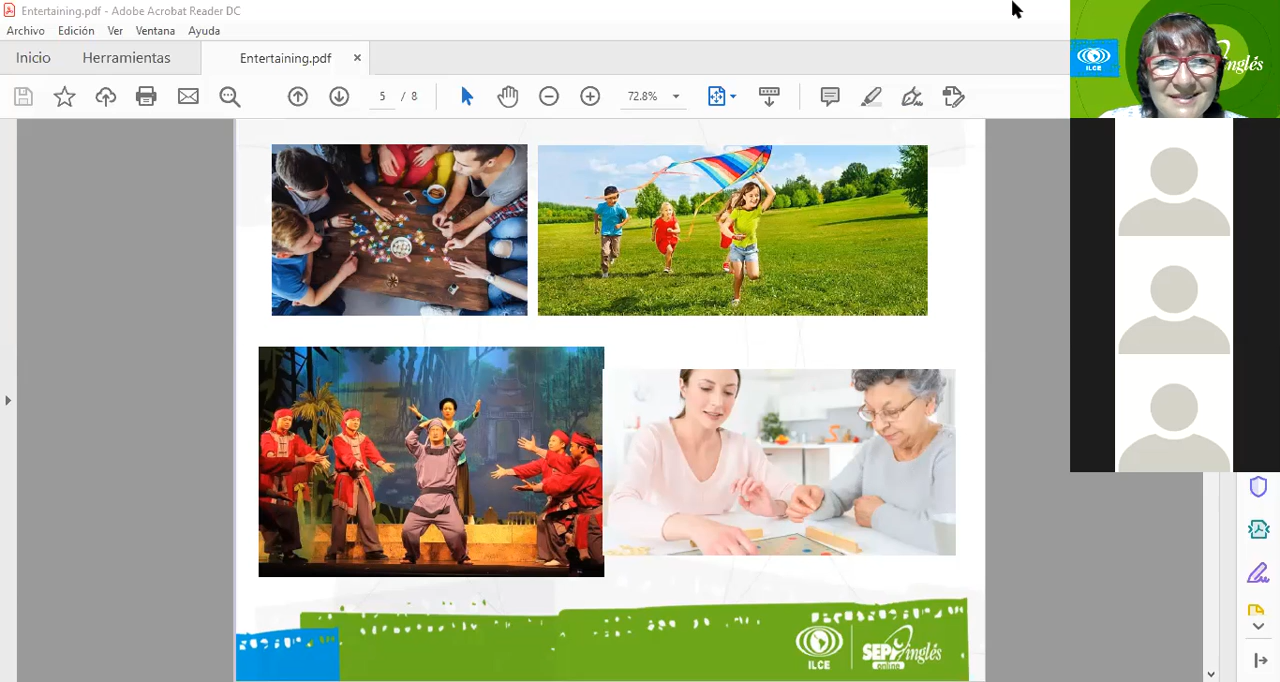 Entertaining.pdf - Adobe Acrobat Reader DC
Archivo Edición Ver Ventana Ayuda
Inicio Herramientas Entertaining.pdf ×
5 / 8 72.8%
ILCE
inglés
ILCE
SEP inglés
online